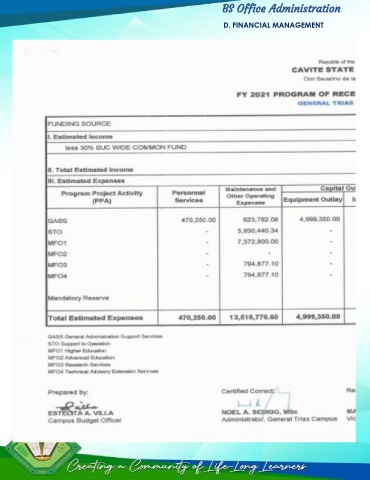 BS Office Administration
D. FINANCIAL MANAGEMENT
Republic of the
CAVITE STATE
Don Severino de la
FY 2021 PROGRAM OF RECE
GENERAL TRIAS
FUNDING SOURCE
I. Estimated Income
less 30% SUC WIDE COMMON FUND
II. Total Estimated Income
III. Estimated Expenses
Program Project Activity (PPA) Personnel Services Maintenance and Other Operating Expenses Capital Ou Equipment Outlay
GASS 470,250.00 623,782.06 4,999,350.00
STO - 3,930,440.34 -
MFO1 - 7,372,800.00 -
MFO2 - - -
MFO3 - 794,877.10 -
MFO4 - 794,877.10 -
Mandatory Reserve
Total Estimated Expenses 470,250.00 13,516,776.60 4,999,350.00
GASS General Administration Support Services
STO Support to Operation
MFO1 Higher Education
MFO2 Advanced Education
MFO3 Research Services
MFO4 Technical Advisory Extension Services
Prepared by: Certified Correct: Re
ESTELITA A. VILLA NOEL A. SEDIGO, MSc MA
Campus Budget Officer Administrator, General Trias Campus Vic
Creating a Community of Life-Long Learners